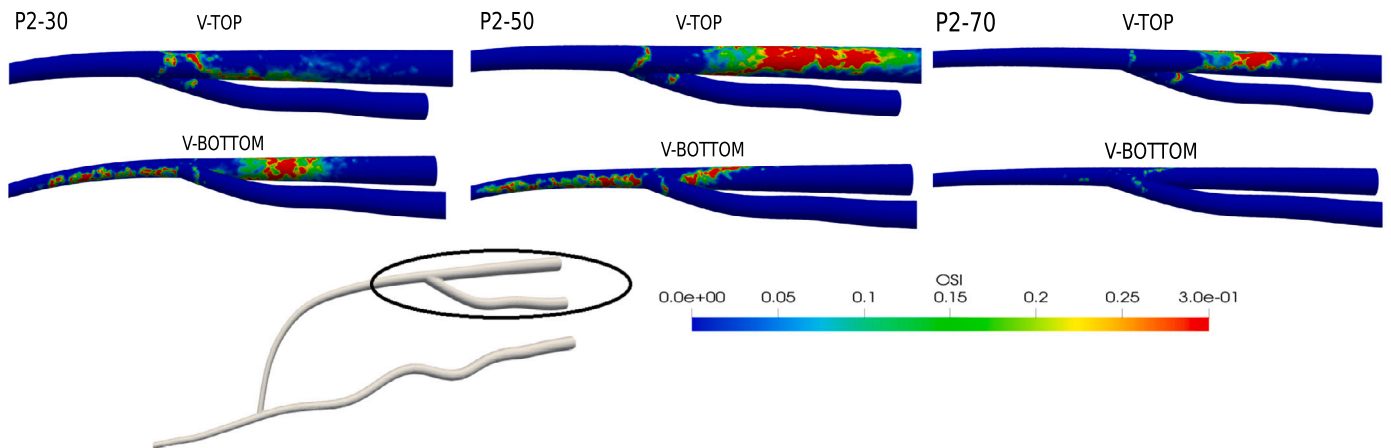 P2-30 V-TOP P2-50 V-TOP P2-70 V-TOP
V-BOTTOM V-BOTTOM V-BOTTOM
OSI
0.0e+00 0.05 0.1 0.15 0.2 0.25 3.0e-01